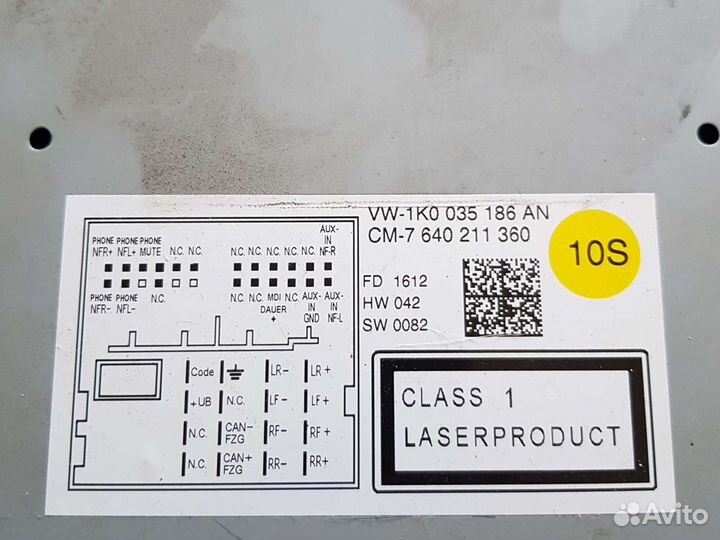 VW-1K0 035 186 AN
CM-7 640 211 360
10S
FD 1612
HW 042
SW 0082
AUX-
PHONE PHONE PHONE IN
NFR+ NFL+ MUTE N.C. N.C. N.C. N.C. N.C. N.C. NF-R
PHONE PHONE N.C. N.C. N.C. MDI N.C. AUX- AUX-
NFR- NFL- DAUER IN IN
+ GND NF-L
Code LR- LR+
+UB N.C. LF- LF+
N.C. CAN- RF- RF+
FZG
N.C. CAN+ RR- RR+
FZG
CLASS 1
LASERPRODUCT
Avito